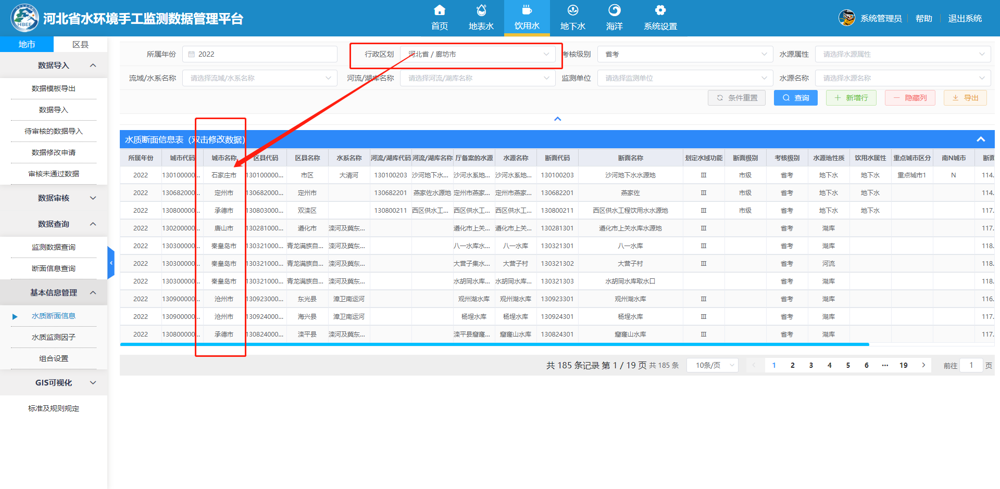 河北省水环境手工监测数据管理平台
首页
地表水
饮用水
地下水
海洋
系统设置
系统管理员
帮助
退出系统
HBEE
地市 区县
数据导入
数据模板导出
数据导入
待审核的数据导入
数据修改申请
审核未通过数据
数据审核
数据查询
监测数据查询
断面信息查询
基本信息管理
水质断面信息
水质监测因子
组合设置
GIS可视化
标准及规则规定
所属年份 2022 行政区划 河北省 / 廊坊市 考核级别 省考 水源属性 请选择水源属性
流域/水系名称 请选择流域/水系名称 河流/湖库名称 请选择河流/湖库名称 监测单位 请选择监测单位 水源名称 请选择水源名称
条件重置 查询 新增行 隐藏列 导出
水质断面信息表（双击修改数据）
所属年份 城市代码 城市名称 区县代码 区县名称 水系名称 河流/湖库代码 河流/湖库名称 厅备案的水源 水源名称 断面代码 断面名称 划定水域功能 断面级别 考核级别 水源地性质 饮用水属性 重点城市区分 南N城市 断面
2022 130100000... 石家庄市 130100000... 市区 大清河 130100203 沙河地下水... 沙河水系地... 沙河水系地... 130100203 沙河地下水水源地 III 市级 省考 地下水 地下水 重点城市1 N 114.
2022 130682000... 定州市 130682000... 定州市 130682201 燕家佐水源地 定州市燕家... 定州市燕家... 130682201 燕家佐 III 市级 省考 地下水 地下水 114.
2022 130800000... 承德市 130803000... 双滦区 130800211 西区供水工... 西区供水工... 西区供水工... 130800211 西区供水工程饮用水水源地 III 市级 省考 地下水 地下水 117.
2022 130200000... 唐山市 130281000... 遵化市 滦河及冀东... 遵化市上关... 遵化市上关... 130281301 遵化市上关水库水源地 III 省考 湖库 117.
2022 130300000... 秦皇岛市 130321000... 青龙满族自... 滦河及冀东... 八一水库水... 八一水库 130321301 八一水库 III 省考 湖库 118.
2022 130300000... 秦皇岛市 130321000... 青龙满族自... 滦河及冀东... 大营子集水... 大营子村 130321302 大营子村 III 省考 河流 118.
2022 130300000... 秦皇岛市 130321000... 青龙满族自... 滦河及冀东... 水胡同水库... 水胡同水库... 130321303 水胡同水库取水口 省考 湖库 118.
2022 130900000... 沧州市 130923000... 东光县 漳卫南运河 观州湖水库 观州湖水库 130923301 观州湖水库 III 省考 湖库 116.
2022 130900000... 沧州市 130924000... 海兴县 漳卫南运河 杨埕水库 杨埕水库 130924301 杨埕水库 III 省考 湖库 117.
2022 130800000... 承德市 130824000... 滦平县 滦河及冀东... 滦平县窟窿... 窟窿山水库 130824301 窟窿山水库 III 省考 湖库 117.
共 185 条记录 第 1 / 19 页 共 185 条 10条/页 1 2 3 4 5 6 ··· 19 前往 1 页